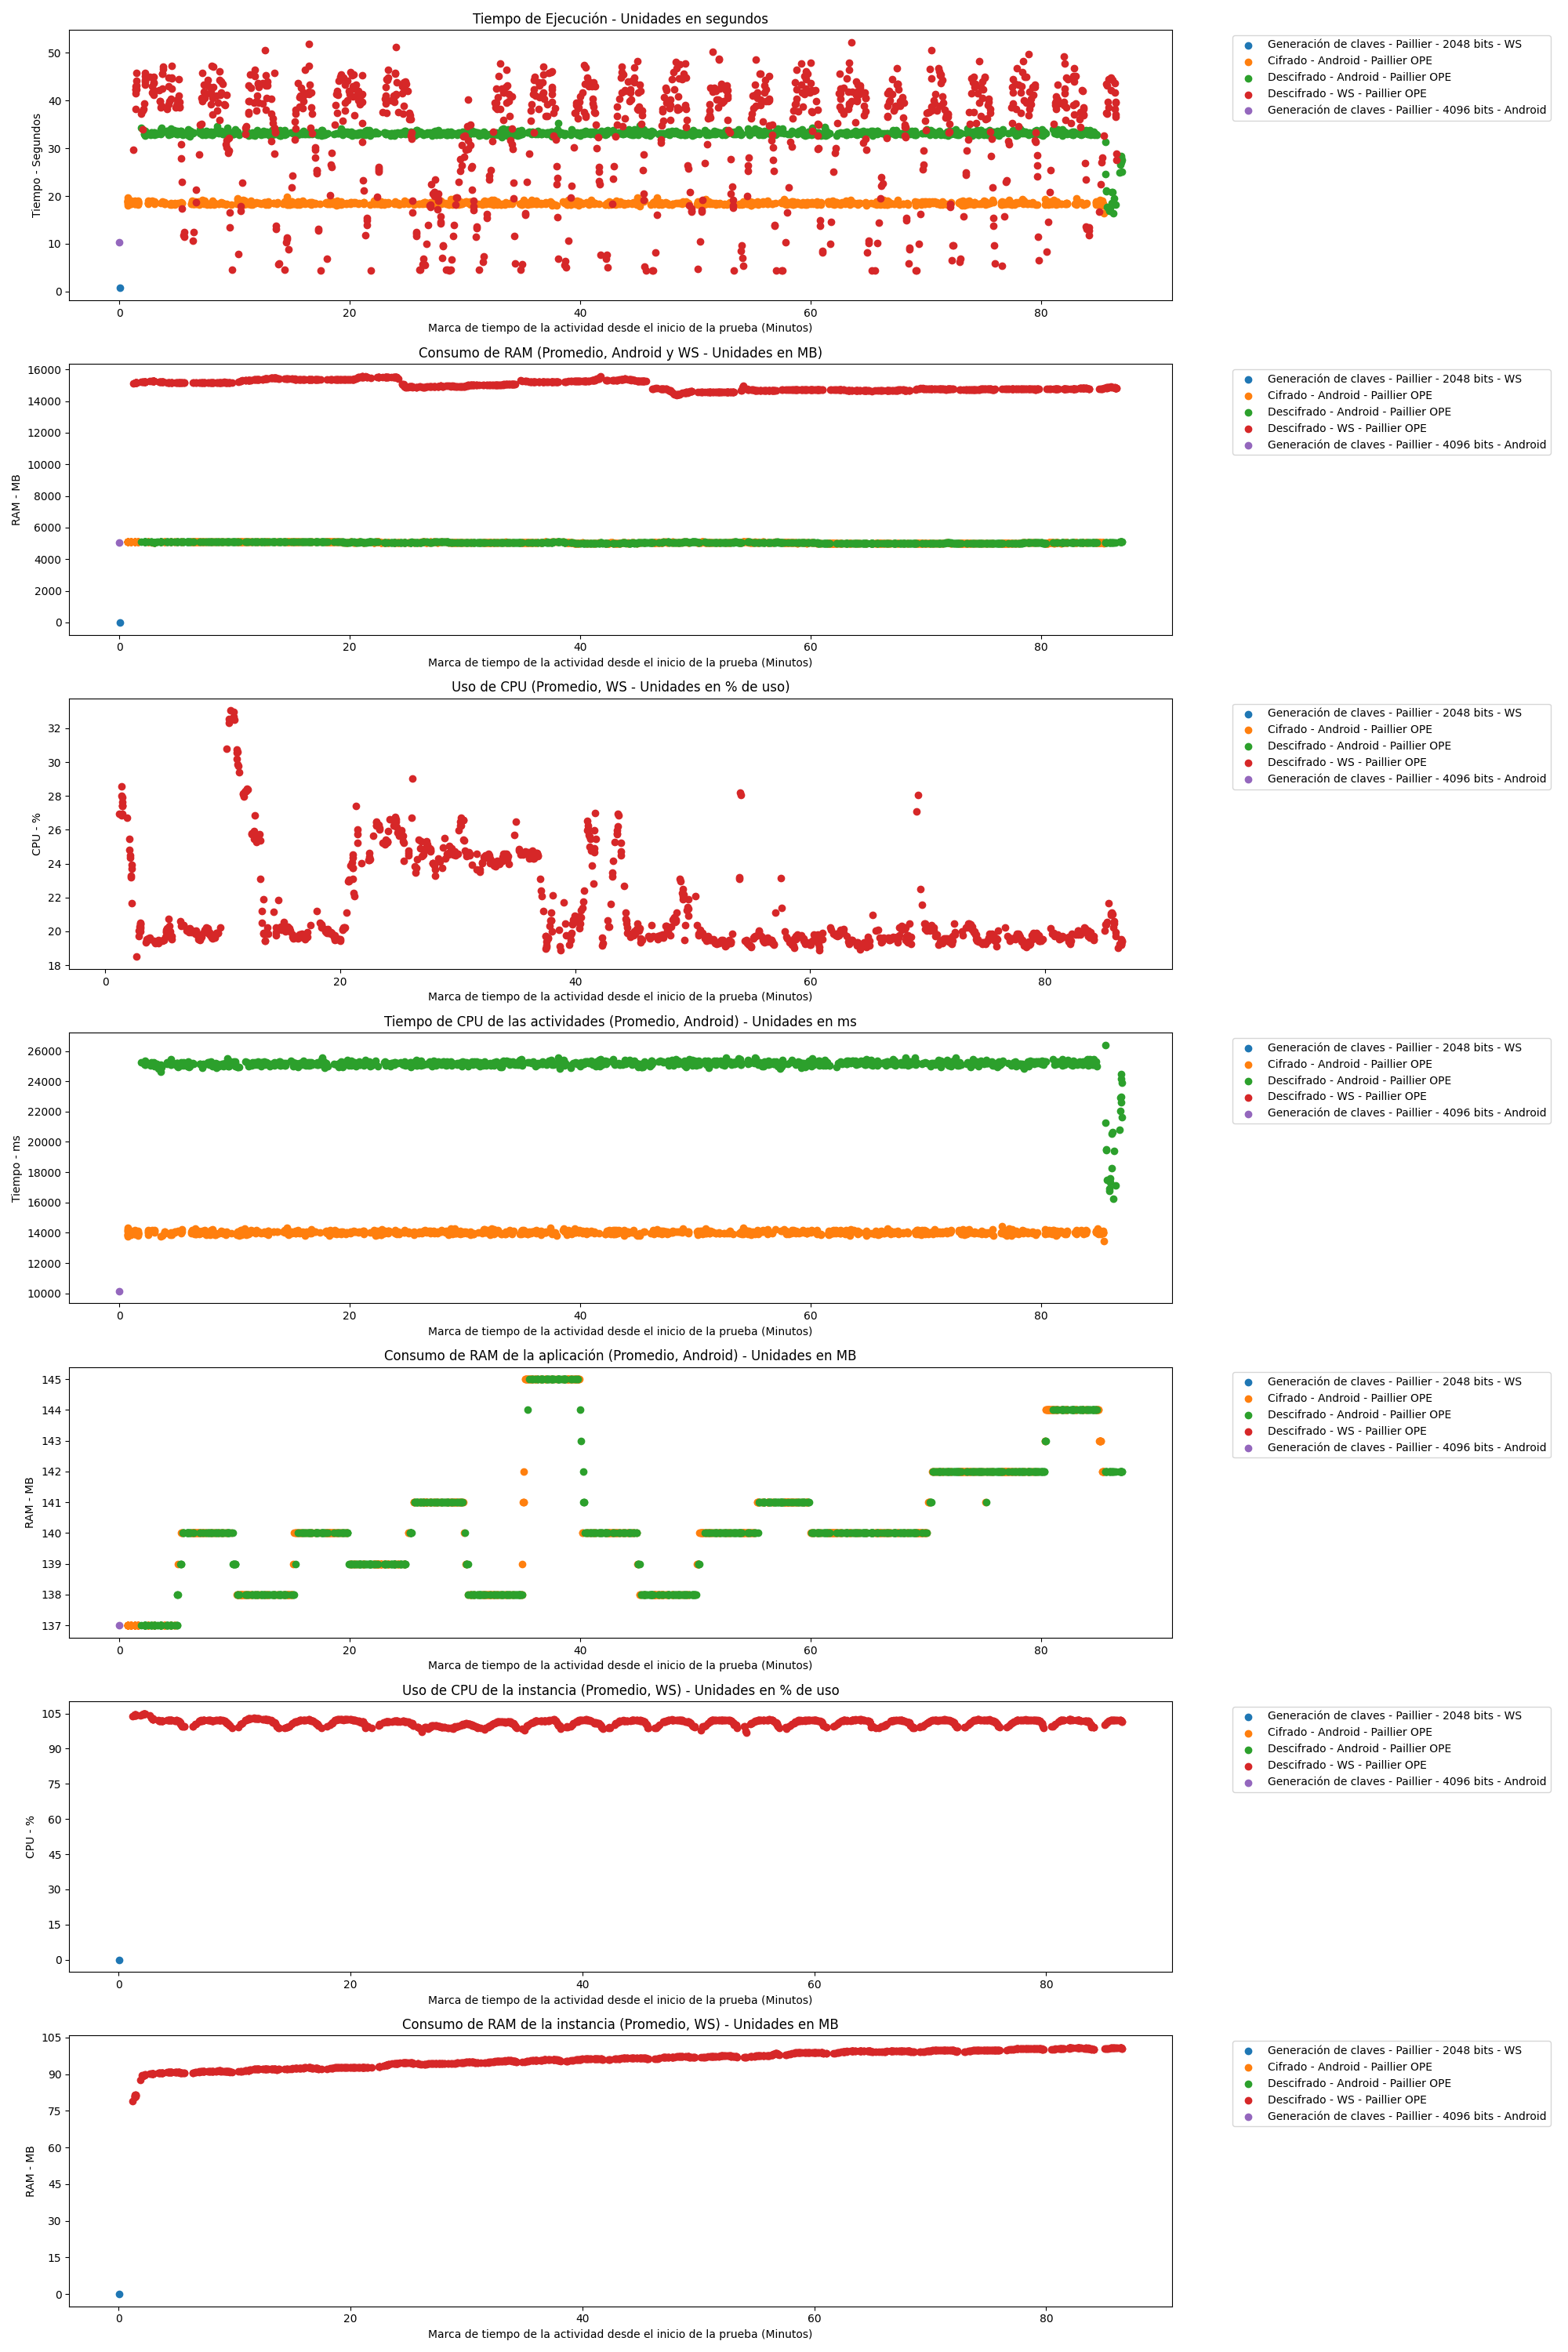 Tiempo de Ejecución - Unidades en segundos
Tiempo - Segundos
50
40
30
20
10
0
0 20 40 60 80
Marca de tiempo de la actividad desde el inicio de la prueba (Minutos)
Generación de claves - Paillier - 2048 bits - WS
Cifrado - Android - Paillier OPE
Descifrado - Android - Paillier OPE
Descifrado - WS - Paillier OPE
Generación de claves - Paillier - 4096 bits - Android
Consumo de RAM (Promedio, Android y WS - Unidades en MB)
RAM - MB
16000
14000
12000
10000
8000
6000
4000
2000
0
0 20 40 60 80
Marca de tiempo de la actividad desde el inicio de la prueba (Minutos)
Generación de claves - Paillier - 2048 bits - WS
Cifrado - Android - Paillier OPE
Descifrado - Android - Paillier OPE
Descifrado - WS - Paillier OPE
Generación de claves - Paillier - 4096 bits - Android
Uso de CPU (Promedio, WS - Unidades en % de uso)
CPU - %
32
30
28
26
24
22
20
18
0 20 40 60 80
Marca de tiempo de la actividad desde el inicio de la prueba (Minutos)
Generación de claves - Paillier - 2048 bits - WS
Cifrado - Android - Paillier OPE
Descifrado - Android - Paillier OPE
Descifrado - WS - Paillier OPE
Generación de claves - Paillier - 4096 bits - Android
Tiempo de CPU de las actividades (Promedio, Android) - Unidades en ms
Tiempo - ms
26000
24000
22000
20000
18000
16000
14000
12000
10000
0 20 40 60 80
Marca de tiempo de la actividad desde el inicio de la prueba (Minutos)
Generación de claves - Paillier - 2048 bits - WS
Cifrado - Android - Paillier OPE
Descifrado - Android - Paillier OPE
Descifrado - WS - Paillier OPE
Generación de claves - Paillier - 4096 bits - Android
Consumo de RAM de la aplicación (Promedio, Android) - Unidades en MB
RAM - MB
145
144
143
142
141
140
139
138
137
0 20 40 60 80
Marca de tiempo de la actividad desde el inicio de la prueba (Minutos)
Generación de claves - Paillier - 2048 bits - WS
Cifrado - Android - Paillier OPE
Descifrado - Android - Paillier OPE
Descifrado - WS - Paillier OPE
Generación de claves - Paillier - 4096 bits - Android
Uso de CPU de la instancia (Promedio, WS) - Unidades en % de uso
CPU - %
105
90
75
60
45
30
15
0
0 20 40 60 80
Marca de tiempo de la actividad desde el inicio de la prueba (Minutos)
Generación de claves - Paillier - 2048 bits - WS
Cifrado - Android - Paillier OPE
Descifrado - Android - Paillier OPE
Descifrado - WS - Paillier OPE
Generación de claves - Paillier - 4096 bits - Android
Consumo de RAM de la instancia (Promedio, WS) - Unidades en MB
RAM - MB
105
90
75
60
45
30
15
0
0 20 40 60 80
Marca de tiempo de la actividad desde el inicio de la prueba (Minutos)
Generación de claves - Paillier - 2048 bits - WS
Cifrado - Android - Paillier OPE
Descifrado - Android - Paillier OPE
Descifrado - WS - Paillier OPE
Generación de claves - Paillier - 4096 bits - Android